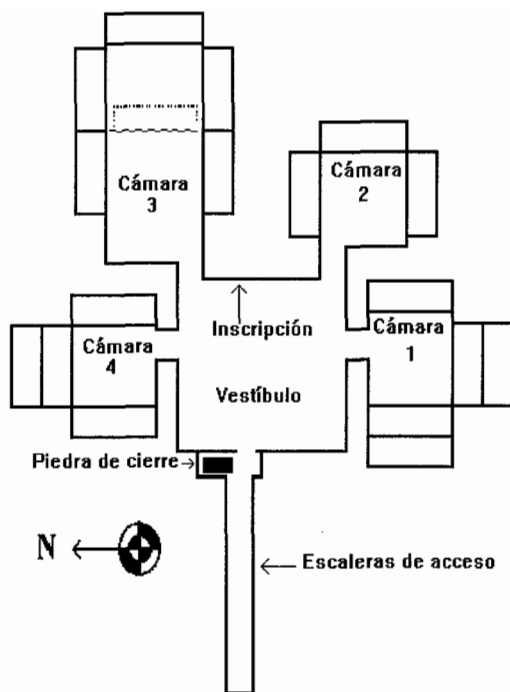 Cámara
3
Cámara
2
Inscripción
Cámara
4
Cámara
1
Vestíbulo
Piedra de cierre
N
Escaleras de acceso